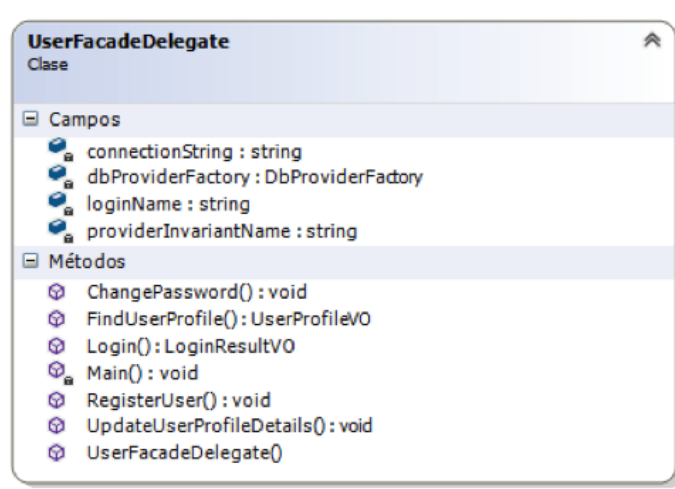 UserFacadeDelegate
Clase
Campos
connectionString : string
dbProviderFactory : DbProviderFactory
loginName : string
providerInvariantName : string
Métodos
ChangePassword() : void
FindUserProfile() : UserProfileVO
Login() : LoginResultVO
Main() : void
RegisterUser() : void
UpdateUserProfileDetails() : void
UserFacadeDelegate()